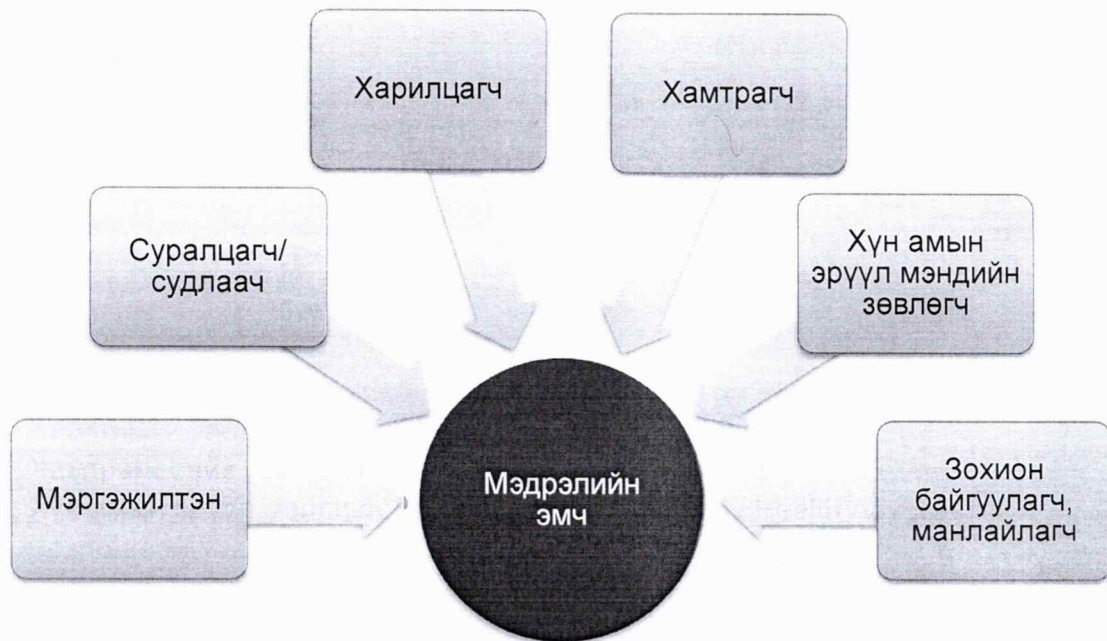 Харилцагч
Хамтрагч
Суралцагч/
судлаач
Хүн амын
эрүүл мэндийн
зөвлөгч
Мэргэжилтэн
Мэдрэлийн
эмч
Зохион
байгуулагч,
манлайлагч